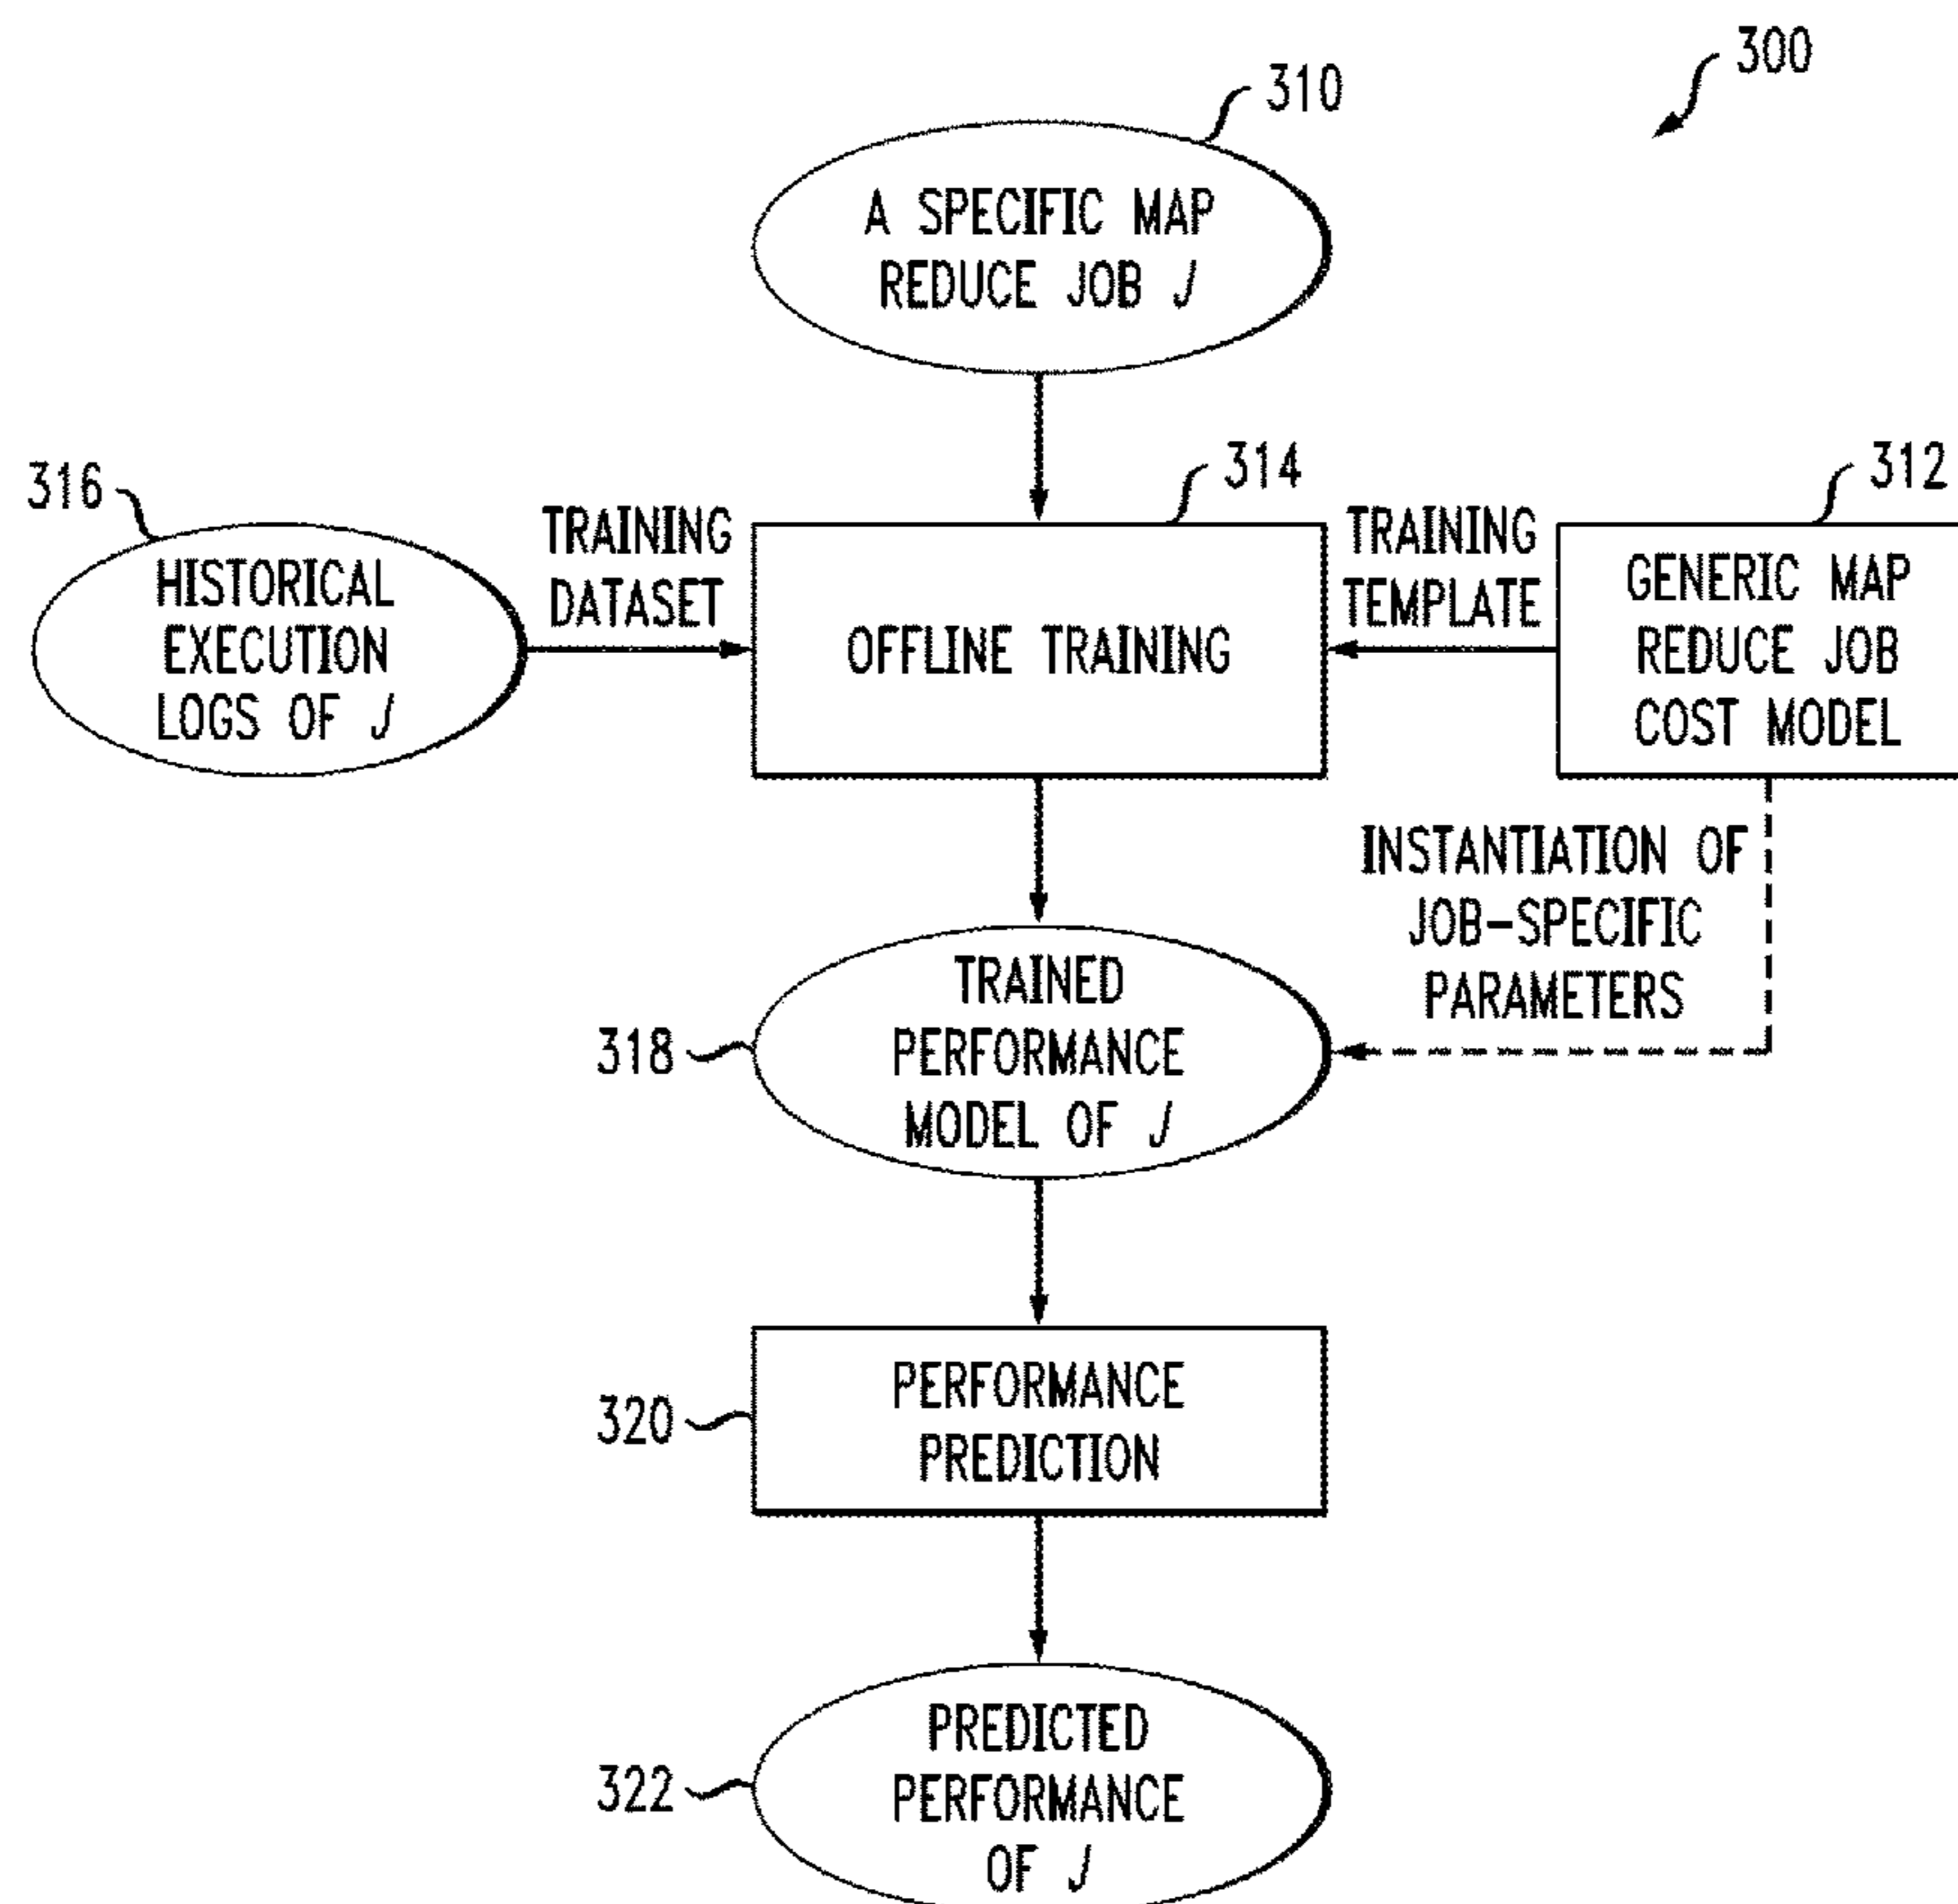 300
310
A SPECIFIC MAP
REDUCE JOB J
316
314
312
TRAINING
DATASET
TRAINING
TEMPLATE
HISTORICAL
EXECUTION
LOGS OF J
OFFLINE TRAINING
GENERIC MAP
REDUCE JOB
COST MODEL
INSTANTIATION OF
JOB-SPECIFIC
PARAMETERS
318
TRAINED
PERFORMANCE
MODEL OF J
320
PERFORMANCE
PREDICTION
322
PREDICTED
PERFORMANCE
OF J